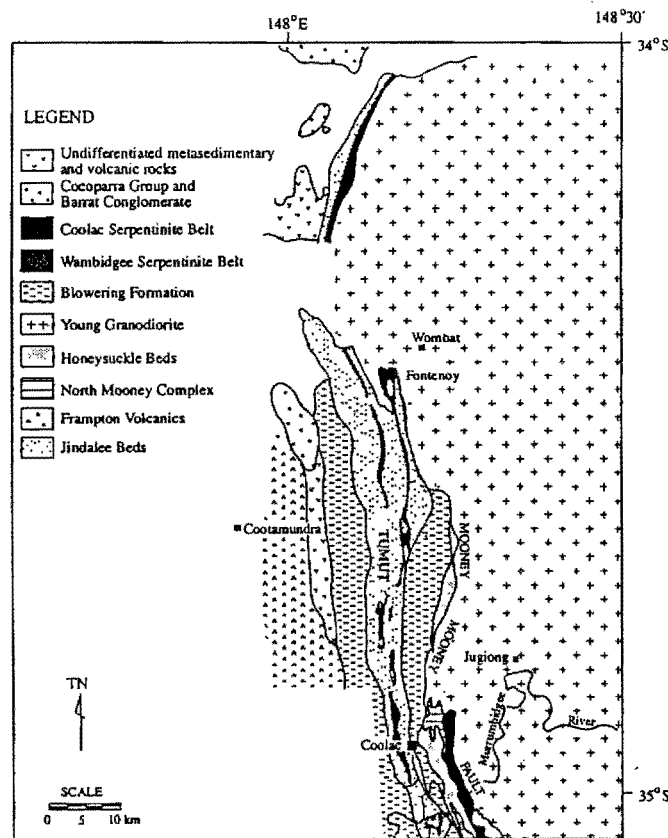 148°E
148°30'
34°S
LEGEND
Undifferentiated metasedimentary
and volcanic rocks
Cocoparra Group and
Barrat Conglomerate
Coolac Serpentinite Belt
Wambidgee Serpentinite Belt
Blowering Formation
Young Granodiorite
Honeysuckle Beds
North Mooney Complex
Frampton Volcanics
Jindalee Beds
Wombat
Fontenoy
Cootamundra
TUMUT
MOONEY
MOONEY
Jugiong
TN
Murrumbidgee
River
Coolac
FAULT
SCALE
0 5 10 km
35°S